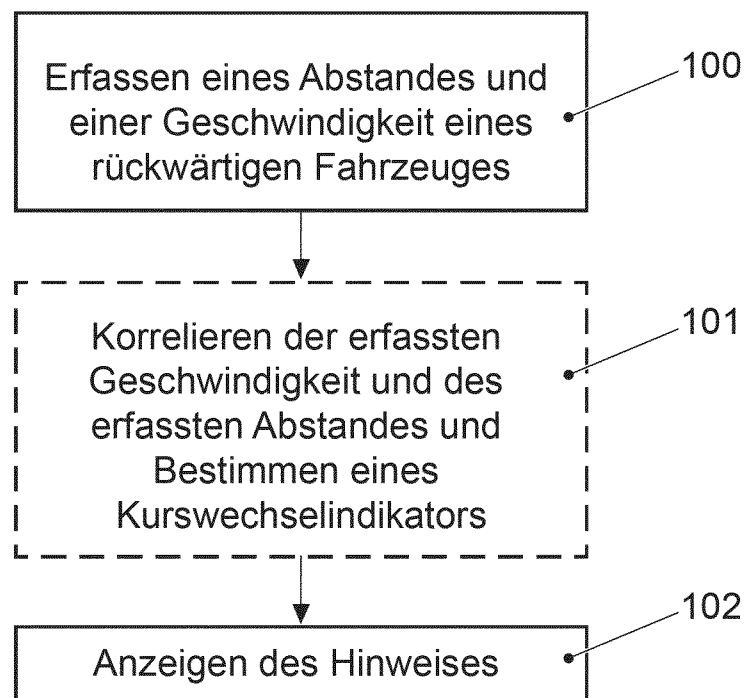 Erfassen eines Abstandes und
einer Geschwindigkeit eines
rückwärtigen Fahrzeuges
100
Korrelieren der erfassten
Geschwindigkeit und des
erfassten Abstandes und
Bestimmen eines
Kurswechselindikators
101
Anzeigen des Hinweises
102